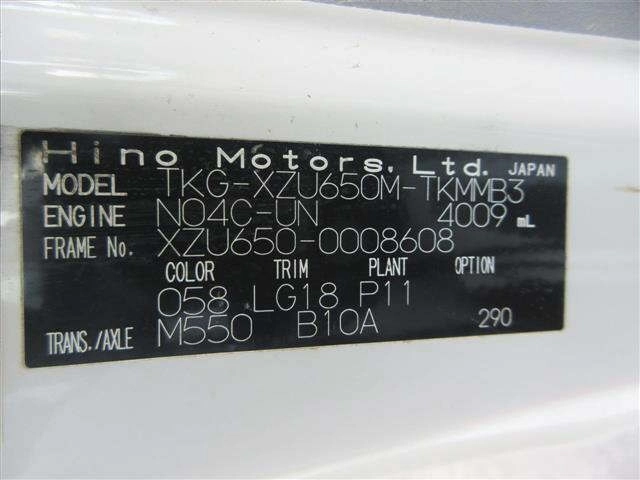 Hino Motors, Ltd. JAPAN
MODEL TKG-XZU650M-TKMMB3
ENGINE N04C-UN 4009 mL
FRAME No. XZU650-0008608
COLOR TRIM PLANT OPTION
058 LG18 P11
TRANS./AXLE M550 B10A 290